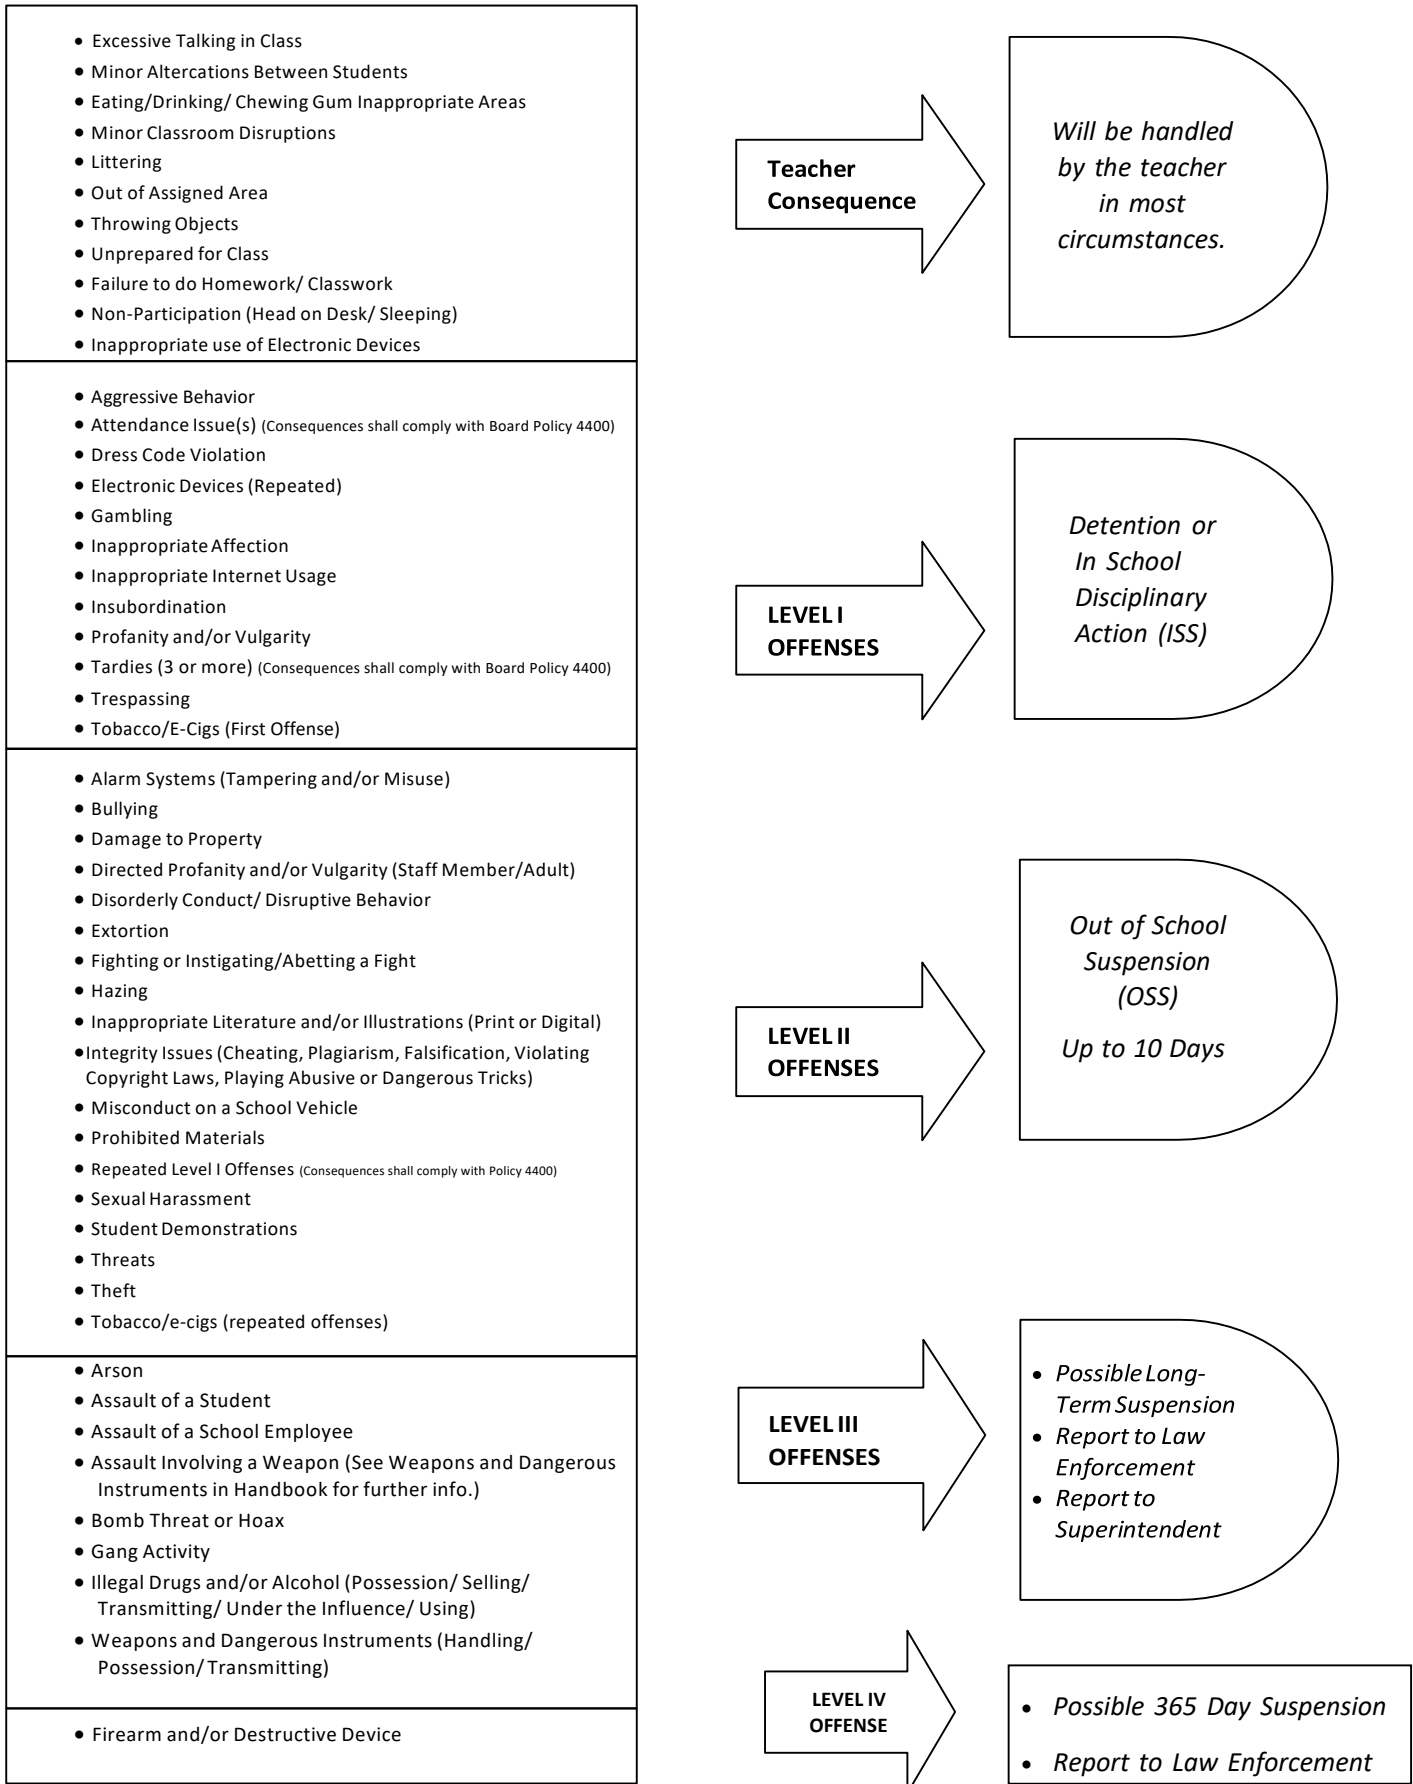 • Excessive Talking in Class
• Minor Altercations Between Students
• Eating/Drinking/ Chewing Gum Inappropriate Areas
• Minor Classroom Disruptions
• Littering
• Out of Assigned Area
• Throwing Objects
• Unprepared for Class
• Failure to do Homework/ Classwork
• Non-Participation (Head on Desk/ Sleeping)
• Inappropriate use of Electronic Devices
Teacher
Consequence
Will be handled
by the teacher
in most
circumstances.
• Aggressive Behavior
• Attendance Issue(s) (Consequences shall comply with Board Policy 4400)
• Dress Code Violation
• Electronic Devices (Repeated)
• Gambling
• Inappropriate Affection
• Inappropriate Internet Usage
• Insubordination
• Profanity and/or Vulgarity
• Tardies (3 or more) (Consequences shall comply with Board Policy 4400)
• Trespassing
• Tobacco/E-Cigs (First Offense)
LEVEL I
OFFENSES
Detention or
In School
Disciplinary
Action (ISS)
• Alarm Systems (Tampering and/or Misuse)
• Bullying
• Damage to Property
• Directed Profanity and/or Vulgarity (Staff Member/Adult)
• Disorderly Conduct/ Disruptive Behavior
• Extortion
• Fighting or Instigating/Abetting a Fight
• Hazing
• Inappropriate Literature and/or Illustrations (Print or Digital)
• Integrity Issues (Cheating, Plagiarism, Falsification, Violating
Copyright Laws, Playing Abusive or Dangerous Tricks)
• Misconduct on a School Vehicle
• Prohibited Materials
• Repeated Level I Offenses (Consequences shall comply with Policy 4400)
• Sexual Harassment
• Student Demonstrations
• Threats
• Theft
• Tobacco/e-cigs (repeated offenses)
LEVEL II
OFFENSES
Out of School
Suspension
(OSS)
Up to 10 Days
• Arson
• Assault of a Student
• Assault of a School Employee
• Assault Involving a Weapon (See Weapons and Dangerous
Instruments in Handbook for further info.)
• Bomb Threat or Hoax
• Gang Activity
• Illegal Drugs and/or Alcohol (Possession/ Selling/
Transmitting/ Under the Influence/ Using)
• Weapons and Dangerous Instruments (Handling/
Possession/ Transmitting)
LEVEL III
OFFENSES
• Possible Long-
Term Suspension
• Report to Law
Enforcement
• Report to
Superintendent
• Firearm and/or Destructive Device
LEVEL IV
OFFENSE
• Possible 365 Day Suspension
• Report to Law Enforcement